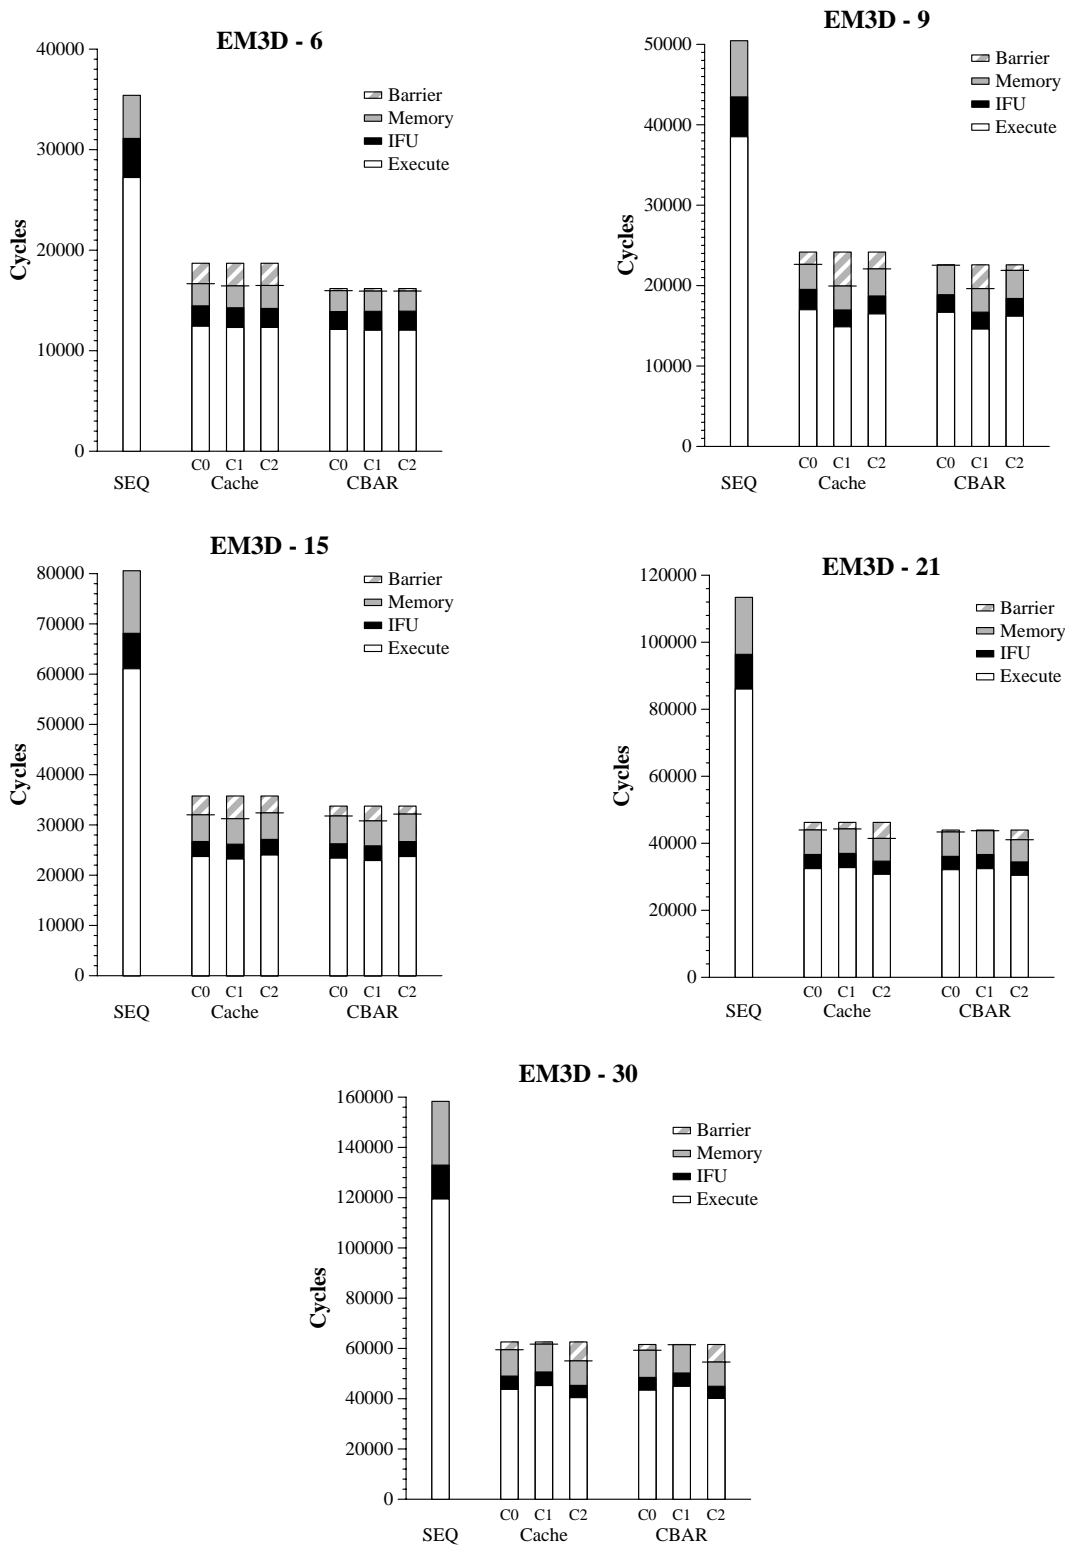 EM3D - 6
40000
30000
20000
10000
0
Cycles
Barrier
Memory
IFU
Execute
C0 C1 C2 C0 C1 C2
SEQ Cache CBAR
EM3D - 9
50000
40000
30000
20000
10000
0
Cycles
Barrier
Memory
IFU
Execute
C0 C1 C2 C0 C1 C2
SEQ Cache CBAR
EM3D - 15
80000
70000
60000
50000
40000
30000
20000
10000
0
Cycles
Barrier
Memory
IFU
Execute
C0 C1 C2 C0 C1 C2
SEQ Cache CBAR
EM3D - 21
120000
100000
80000
60000
40000
20000
0
Cycles
Barrier
Memory
IFU
Execute
C0 C1 C2 C0 C1 C2
SEQ Cache CBAR
EM3D - 30
160000
140000
120000
100000
80000
60000
40000
20000
0
Cycles
Barrier
Memory
IFU
Execute
C0 C1 C2 C0 C1 C2
SEQ Cache CBAR